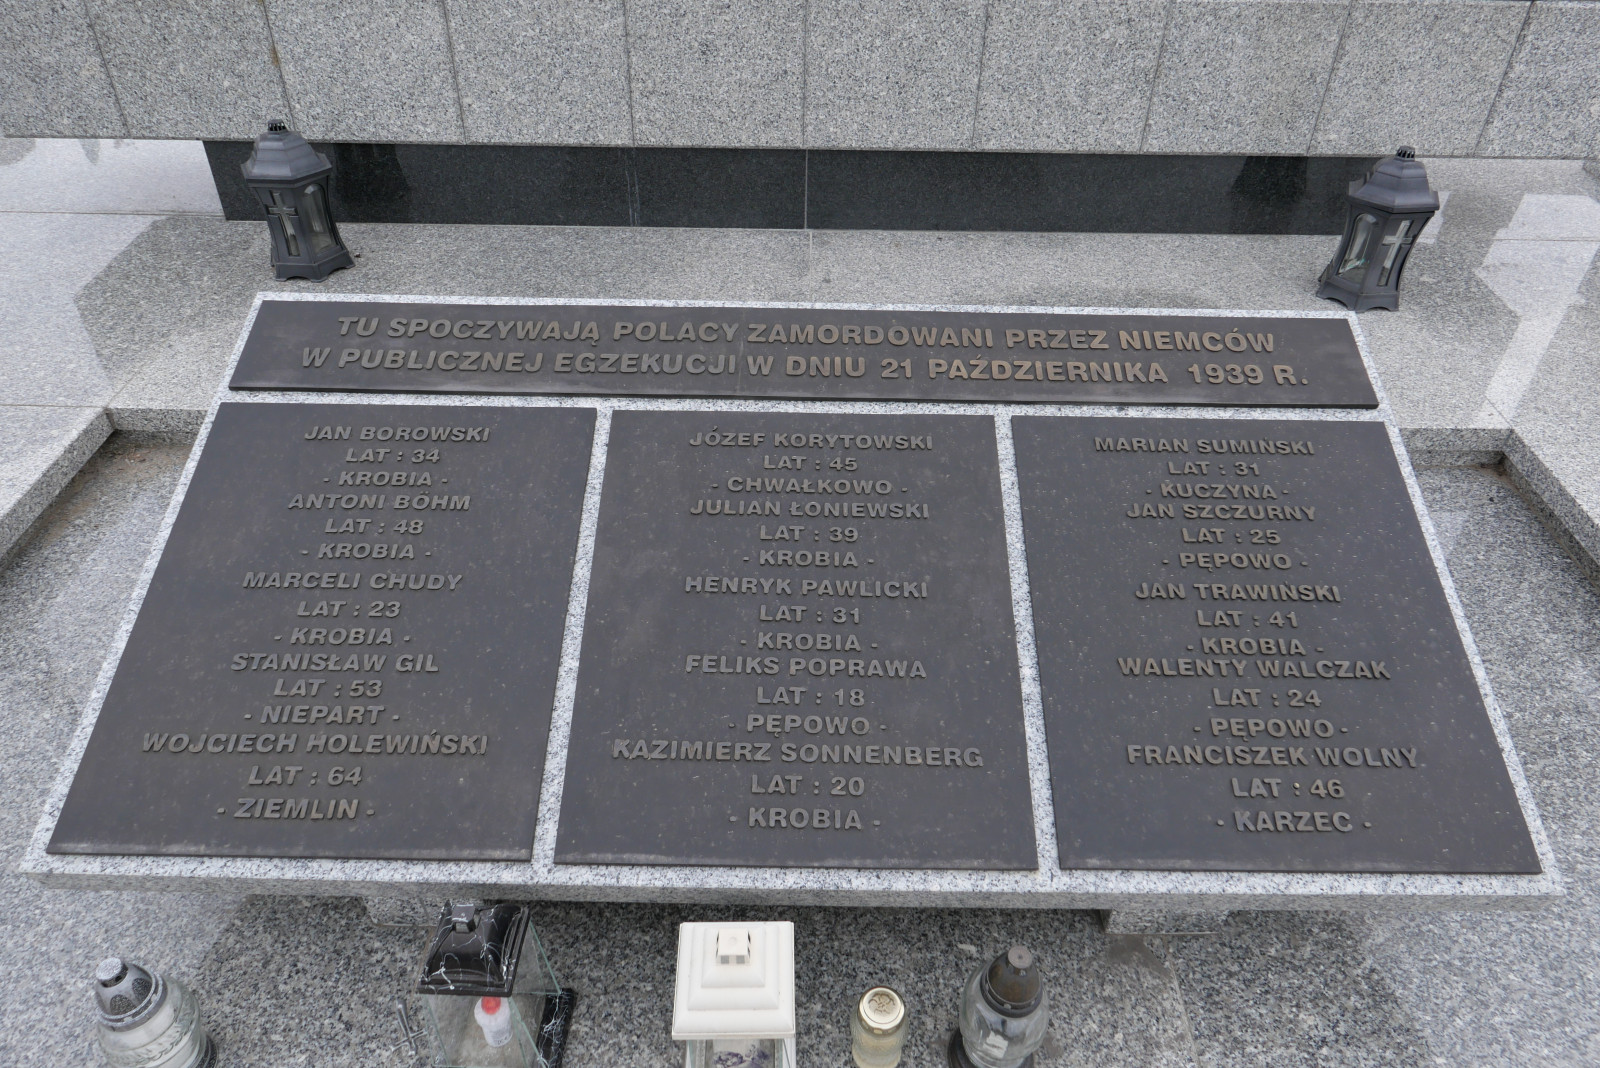 TU SPOCZYWAJĄ POLACY ZAMORDOWANI PRZEZ NIEMCÓW
W PUBLICZNEJ EGZEKUCJI W DNIU 21 PAŹDZIERNIKA 1939 R.
JAN BOROWSKI
LAT : 34
- KROBIA -
ANTONI BÖHM
LAT : 48
- KROBIA -
MARCELI CHUDY
LAT : 23
- KROBIA -
STANISŁAW GIL
LAT : 53
- NIEPART -
WOJCIECH HOLEWIŃSKI
LAT : 64
- ZIEMLIN -
JÓZEF KORYTOWSKI
LAT : 45
- CHWAŁKOWO -
JULIAN ŁONIEWSKI
LAT : 39
- KROBIA -
HENRYK PAWLICKI
LAT : 31
- KROBIA -
FELIKS POPRAWA
LAT : 18
- PĘPOWO -
KAZIMIERZ SONNENBERG
LAT : 20
- KROBIA -
MARIAN SUMIŃSKI
LAT : 31
- KUCZYNA -
JAN SZCZURNY
LAT : 25
- PĘPOWO -
JAN TRAWIŃSKI
LAT : 41
- KROBIA -
WALENTY WALCZAK
LAT : 24
- PĘPOWO -
FRANCISZEK WOLNY
LAT : 46
- KARZEC -